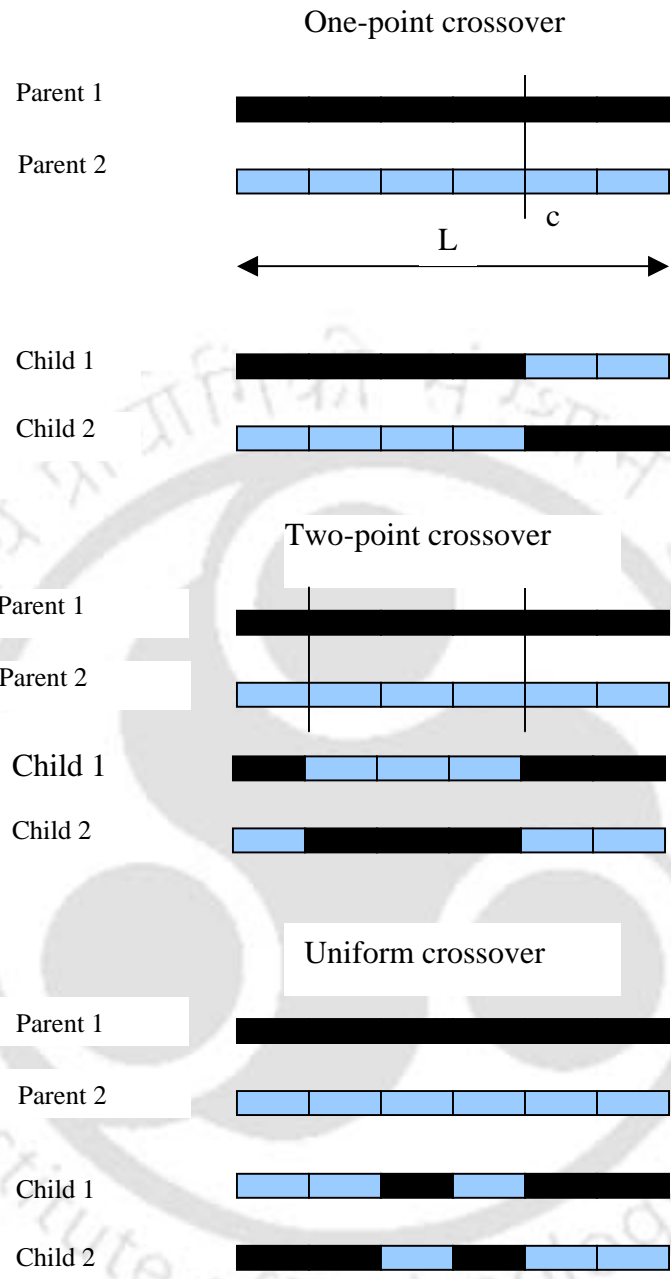 One-point crossover
Parent 1
Parent 2
c
L
Child 1
Child 2
Two-point crossover
Parent 1
Parent 2
Child 1
Child 2
Uniform crossover
Parent 1
Parent 2
Child 1
Child 2